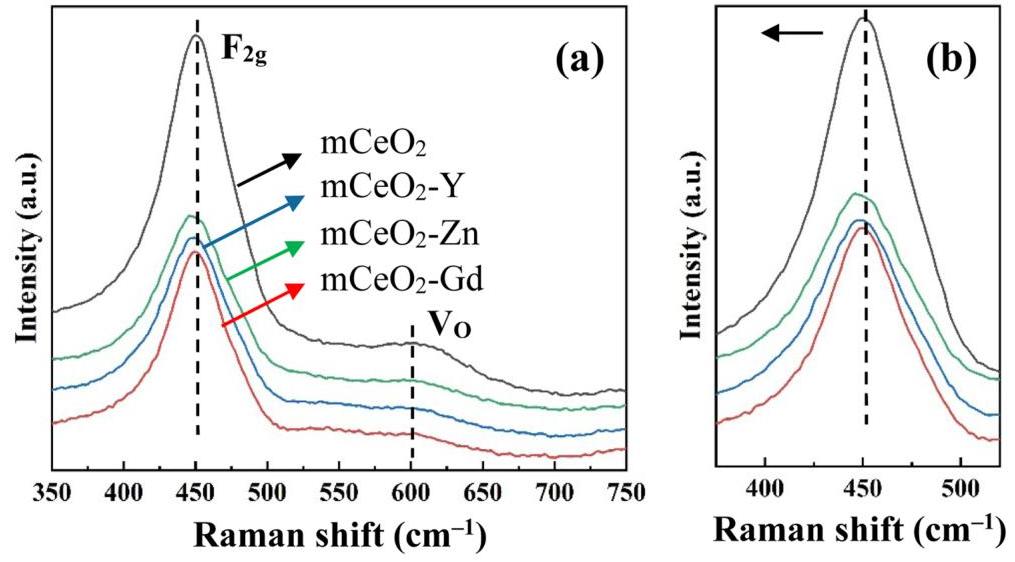 F2g
(a)
mCeO2
mCeO2-Y
mCeO2-Zn
mCeO2-Gd
VO
Intensity (a.u.)
350 400 450 500 550 600 650 700 750
Raman shift (cm–1)
(b)
Intensity (a.u.)
400 450 500
Raman shift (cm–1)